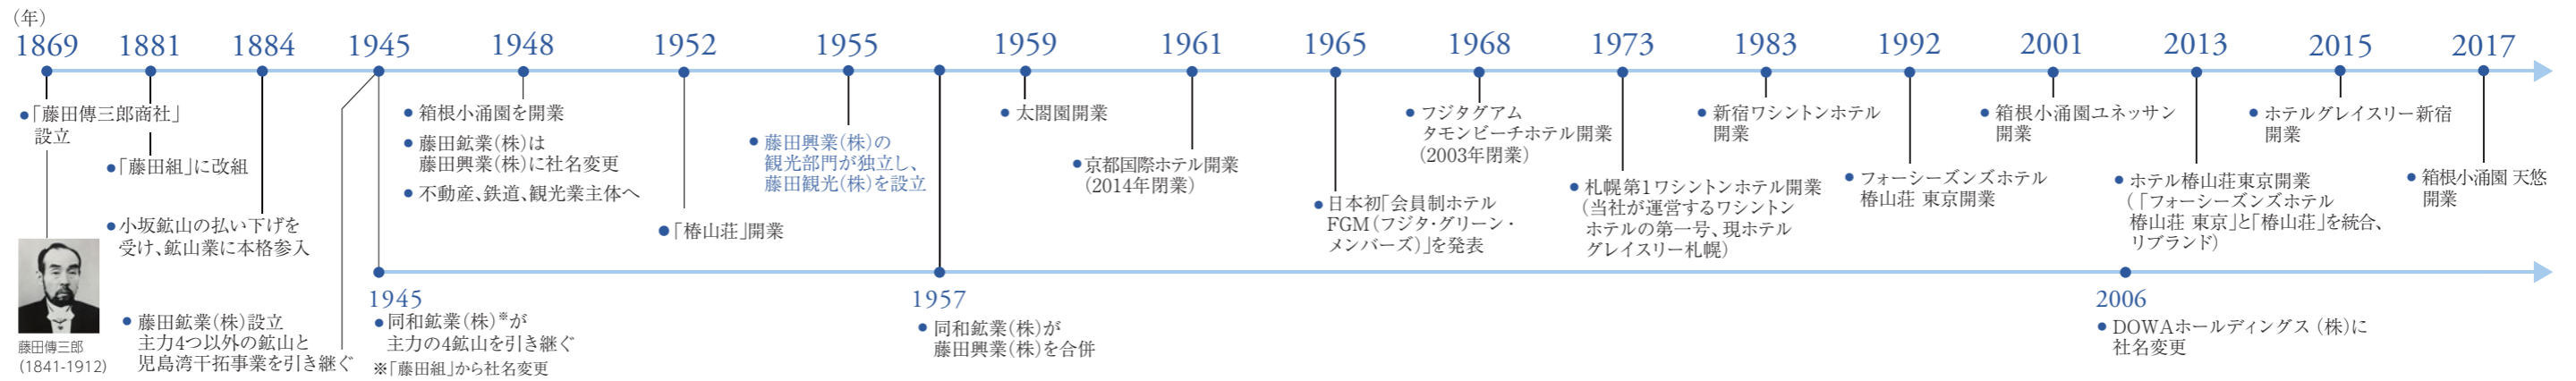 （年）
1869
1881
1884
1945
1948
1952
1955
1959
1961
1965
1968
1973
1983
1992
2001
2013
2015
2017
●「藤田傳三郎商社」
設立
●「藤田組」に改組
●小坂鉱山の払い下げを
受け、鉱山業に本格参入
藤田傳三郎
（1841-1912）
● 藤田鉱業（株）設立
主力4つ以外の鉱山と
児島湾干拓事業を引き継ぐ
● 箱根小涌園を開業
● 藤田鉱業（株）は
藤田興業（株）に社名変更
● 不動産、鉄道、観光業主体へ
●「椿山荘」開業
● 藤田興業（株）の
観光部門が独立し、
藤田観光（株）を設立
● 太閤園開業
●京都国際ホテル開業
（2014年閉業）
● 日本初「会員制ホテル
FGM（フジタ・グリーン・
メンバーズ）」を発表
● フジタグアム
タモンビーチホテル開業
（2003年閉業）
● 札幌第1ワシントンホテル開業
（当社が運営するワシントン
ホテルの第一号、現ホテル
グレイスリー札幌）
● 新宿ワシントンホテル
開業
● フォーシーズンズホテル
椿山荘 東京開業
● 箱根小涌園ユネッサン
開業
● ホテル椿山荘東京開業
（「フォーシーズンズホテル
椿山荘 東京」と「椿山荘」を統合、
リブランド）
● ホテルグレイスリー新宿
開業
● 箱根小涌園 天悠
開業
1945
● 同和鉱業（株）※が
主力の4鉱山を引き継ぐ
※「藤田組」から社名変更
1957
● 同和鉱業（株）が
藤田興業（株）を合併
2006
● DOWAホールディングス（株）に
社名変更